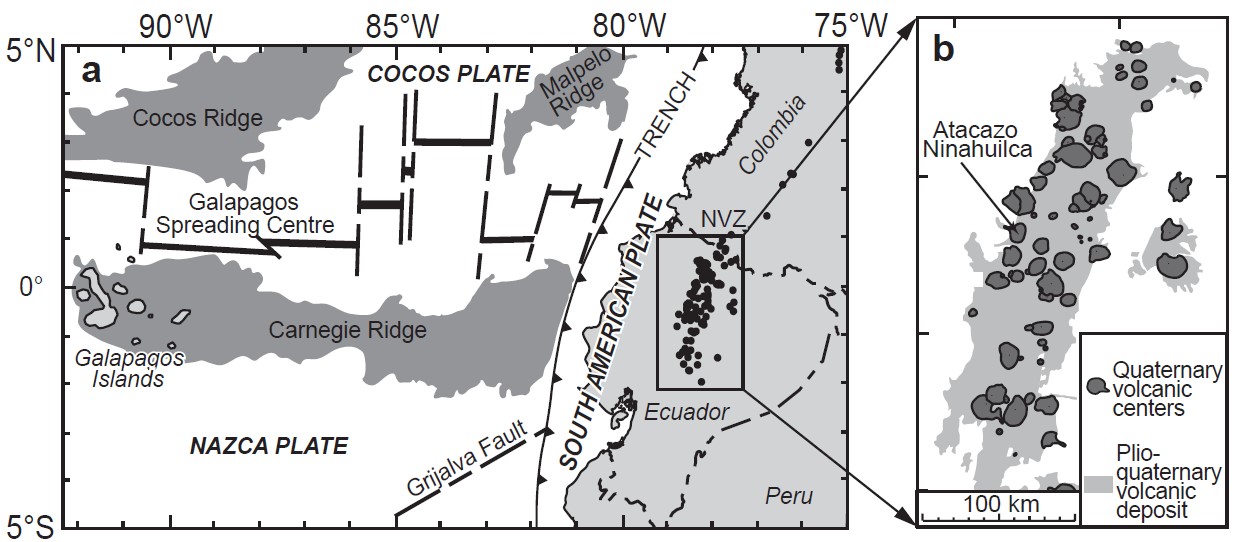 90°W
85°W
80°W
75°W
5°N
0°
5°S
a
COCOS PLATE
Malpelo
Ridge
Cocos Ridge
TRENCH
Colombia
Galapagos
Spreading Centre
NVZ
SOUTH AMERICAN PLATE
Carnegie Ridge
Galapagos
Islands
Ecuador
NAZCA PLATE
Grijalva Fault
Peru
b
Atacazo
Ninahuilca
Quaternary
volcanic
centers
Plio-
quaternary
volcanic
deposit
100 km